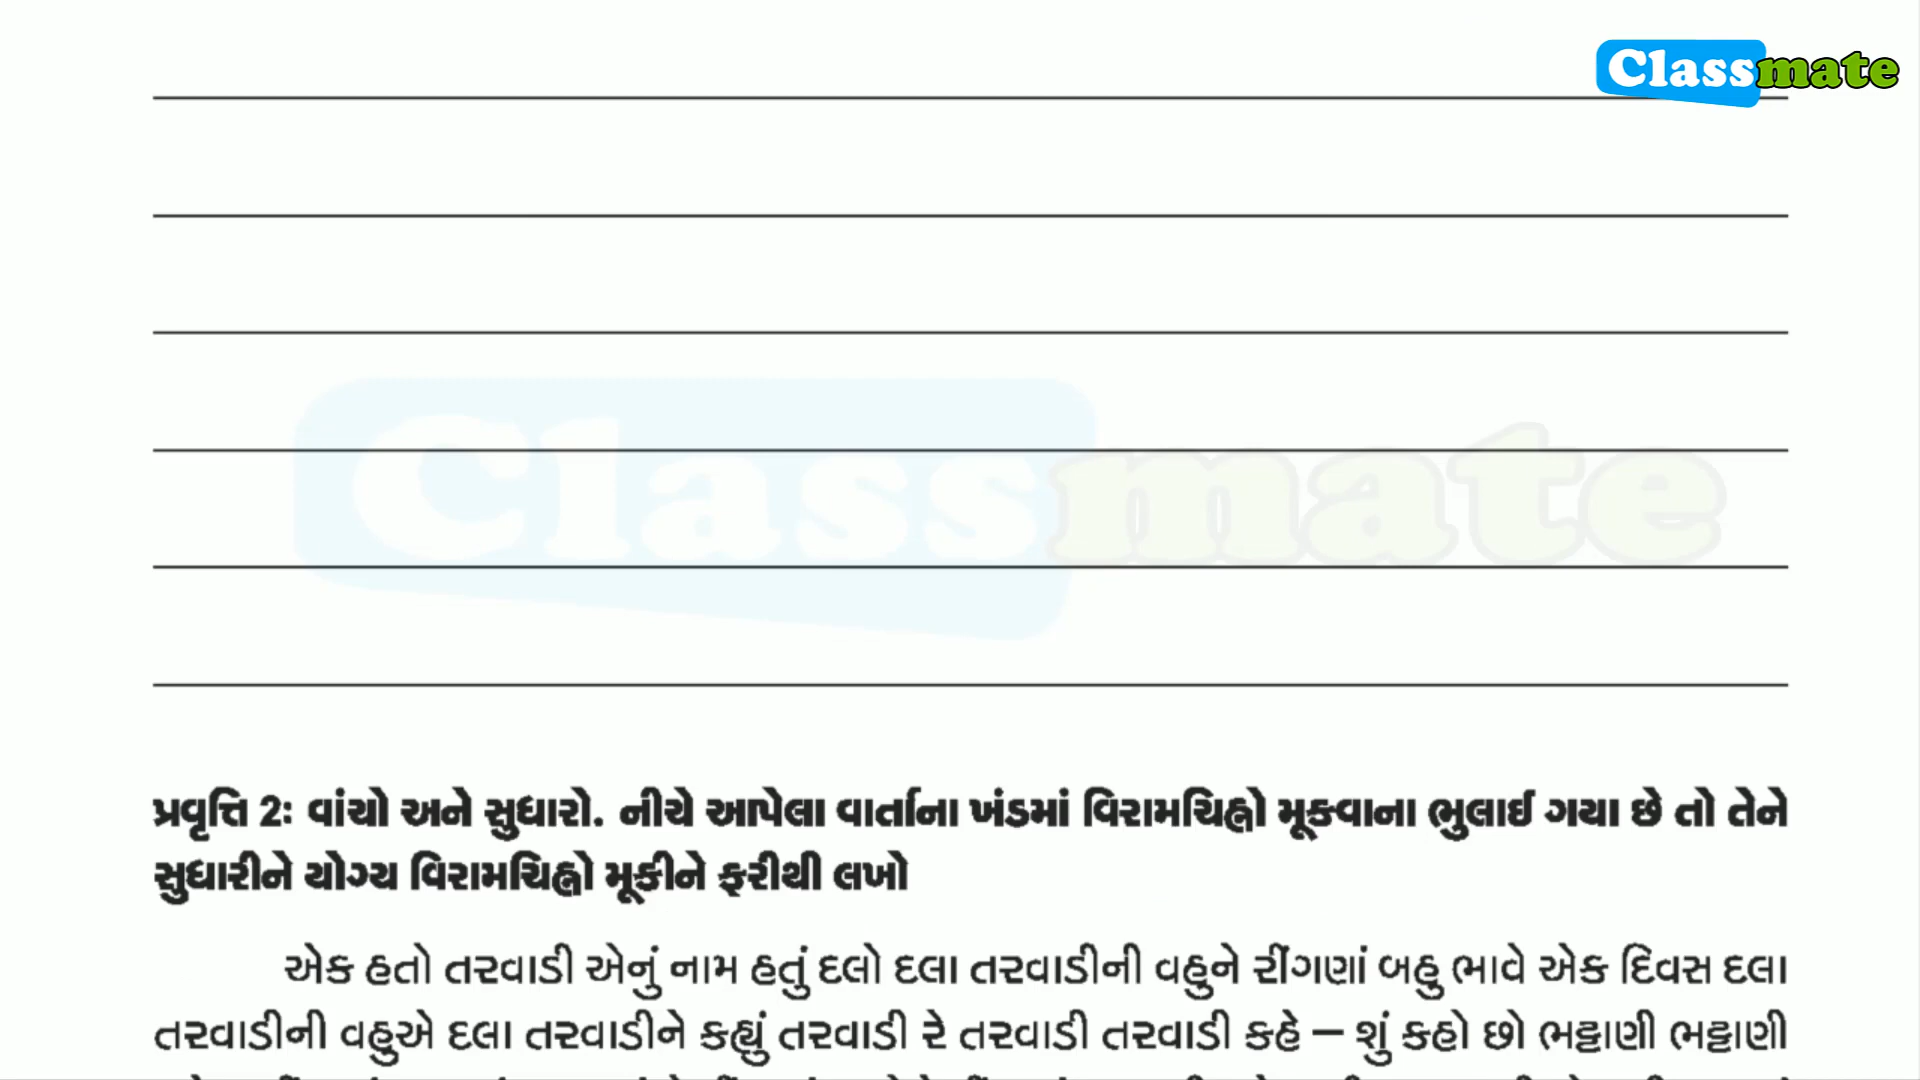 Classmate
Classmate
પ્રવૃત્તિ 2: વાંચો અને સુધારો. નીચે આપેલા વાર્તાના ખંડમાં વિરામચિહ્નો મૂકવાના ભુલાઈ ગયા છે તો તેને
સુધારીને યોગ્ય વિરામચિહ્નો મૂકીને ફરીથી લખો
એક હતો તરવાડી એનું નામ હતું દલો દલા તરવાડીની વહુને રીંગણાં બહુ ભાવે એક દિવસ દલા
તરવાડીની વહુએ દલા તરવાડીને કહ્યું તરવાડી રે તરવાડી તરવાડી કહે – શું કહો છો ભટ્ટાણી ભટ્ટાણી